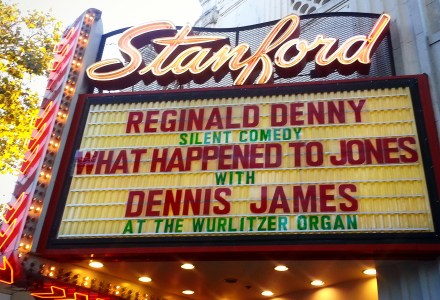 Stanford
REGINALD DENNY
SILENT COMEDY
WHAT HAPPENED TO JONES
WITH
DENNIS JAMES
AT THE WURLITZER ORGAN